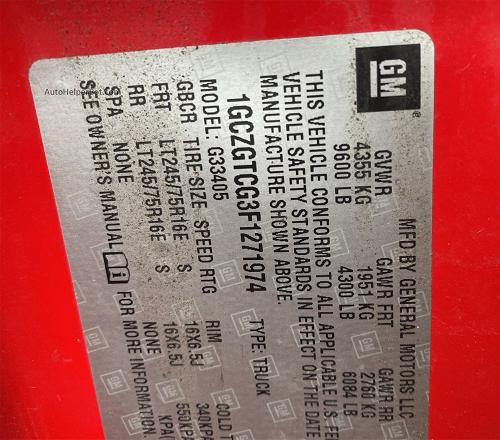 AutoHelperBot.com
GM
MFD BY GENERAL MOTORS LLC
GVWR GAWR FRT GAWR RR
4355 KG 1951 KG 2760 KG
9600 LB 4300 LB 6084 LB
THIS VEHICLE CONFORMS TO ALL APPLICABLE U.S. FE
VEHICLE SAFETY STANDARDS IN EFFECT ON THE DATE
MANUFACTURE SHOWN ABOVE.
1GCZGTCG3F1271974 TYPE: TRUCK
MODEL: G33405
GBCR TIRE-SIZE SPEED RTG RIM COLD T
FRT LT245/75R16E S 16X6.5J 340KPA
RR LT245/75R16E S 16X6.5J 550KPA
SPA NONE NONE KPA
SEE OWNER'S MANUAL i FOR MORE INFORMATION.